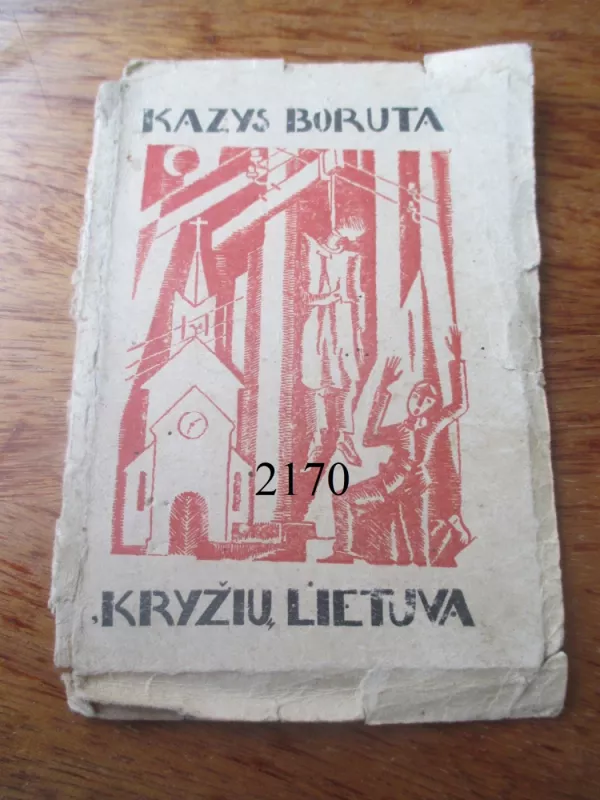 KAZYS BORUTA
2170
„KRYŽIŲ„ LIETUVA